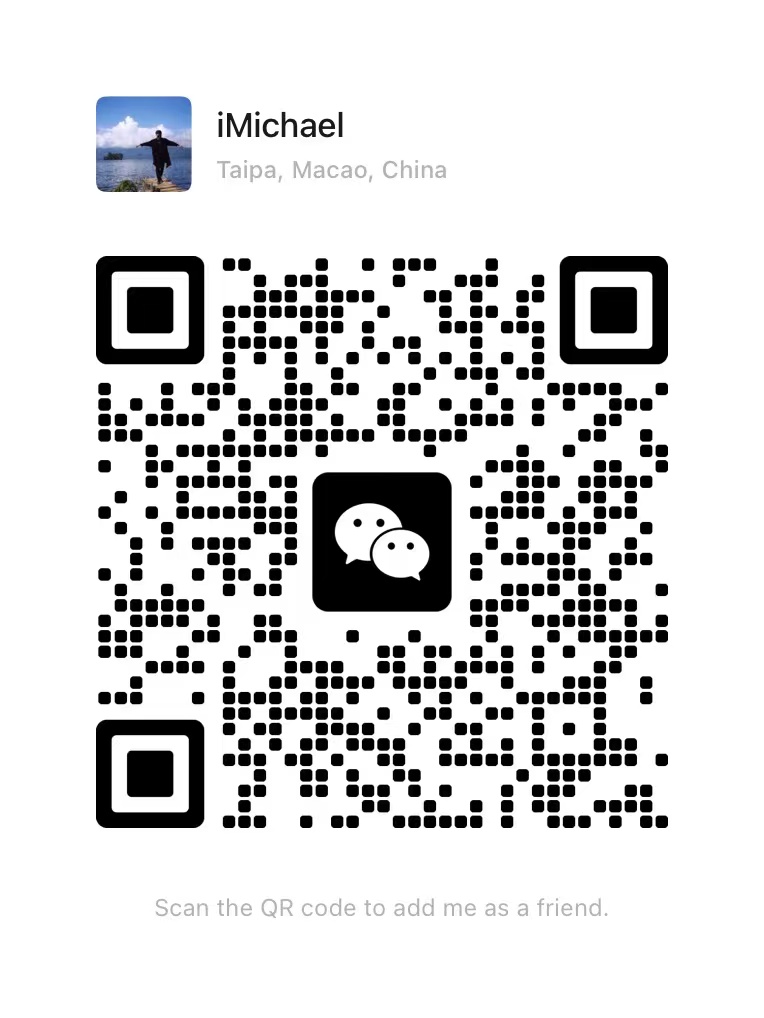 iMichael
Taipa, Macao, China
Scan the QR code to add me as a friend.